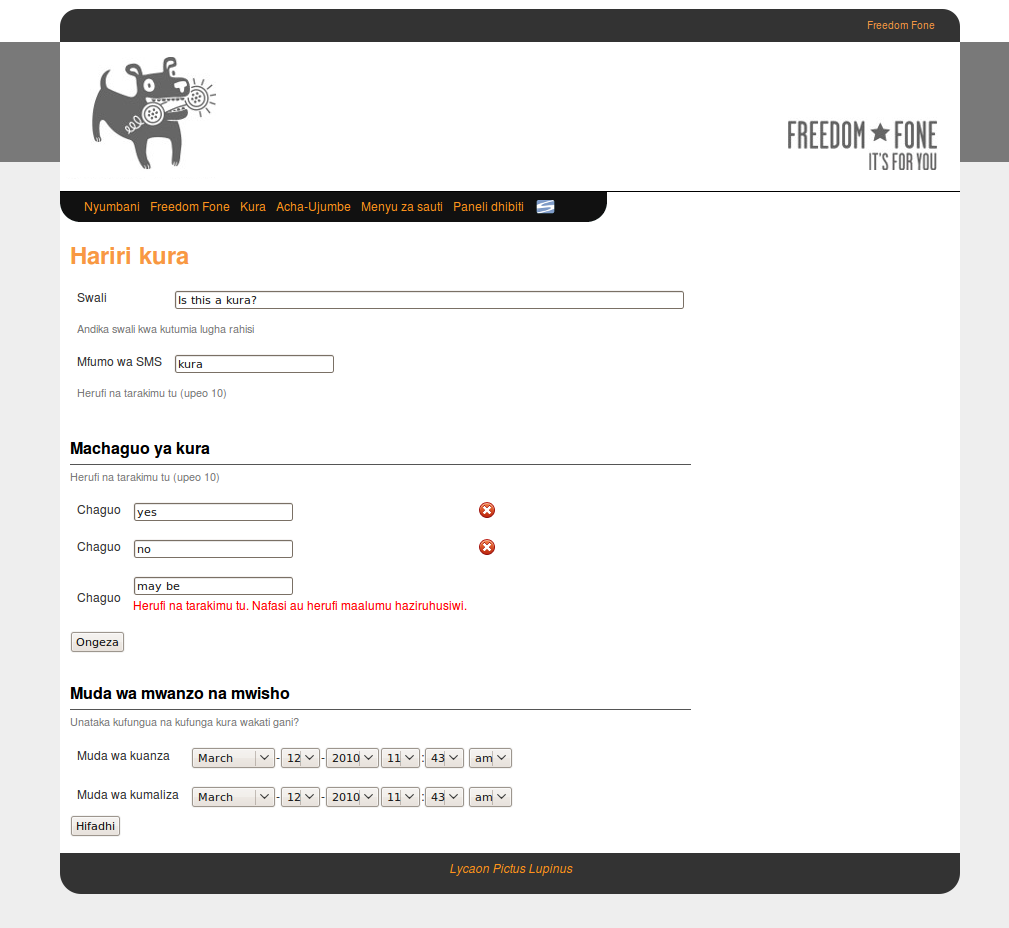 Freedom Fone
FREEDOM ★ FONE
IT'S FOR YOU
Nyumbani Freedom Fone Kura Acha-Ujumbe Menyu za sauti Paneli dhibiti
Hariri kura
Swali Is this a kura?
Andika swali kwa kutumia lugha rahisi
Mfumo wa SMS kura
Herufi na tarakimu tu (upeo 10)
Machaguo ya kura
Herufi na tarakimu tu (upeo 10)
Chaguo yes
Chaguo no
Chaguo may be
Herufi na tarakimu tu. Nafasi au herufi maalumu haziruhusiwi.
Ongeza
Muda wa mwanzo na mwisho
Unataka kufungua na kufunga kura wakati gani?
Muda wa kuanza March - 12 - 2010 11 : 43 am
Muda wa kumaliza March - 12 - 2010 11 : 43 am
Hifadhi
Lycaon Pictus Lupinus